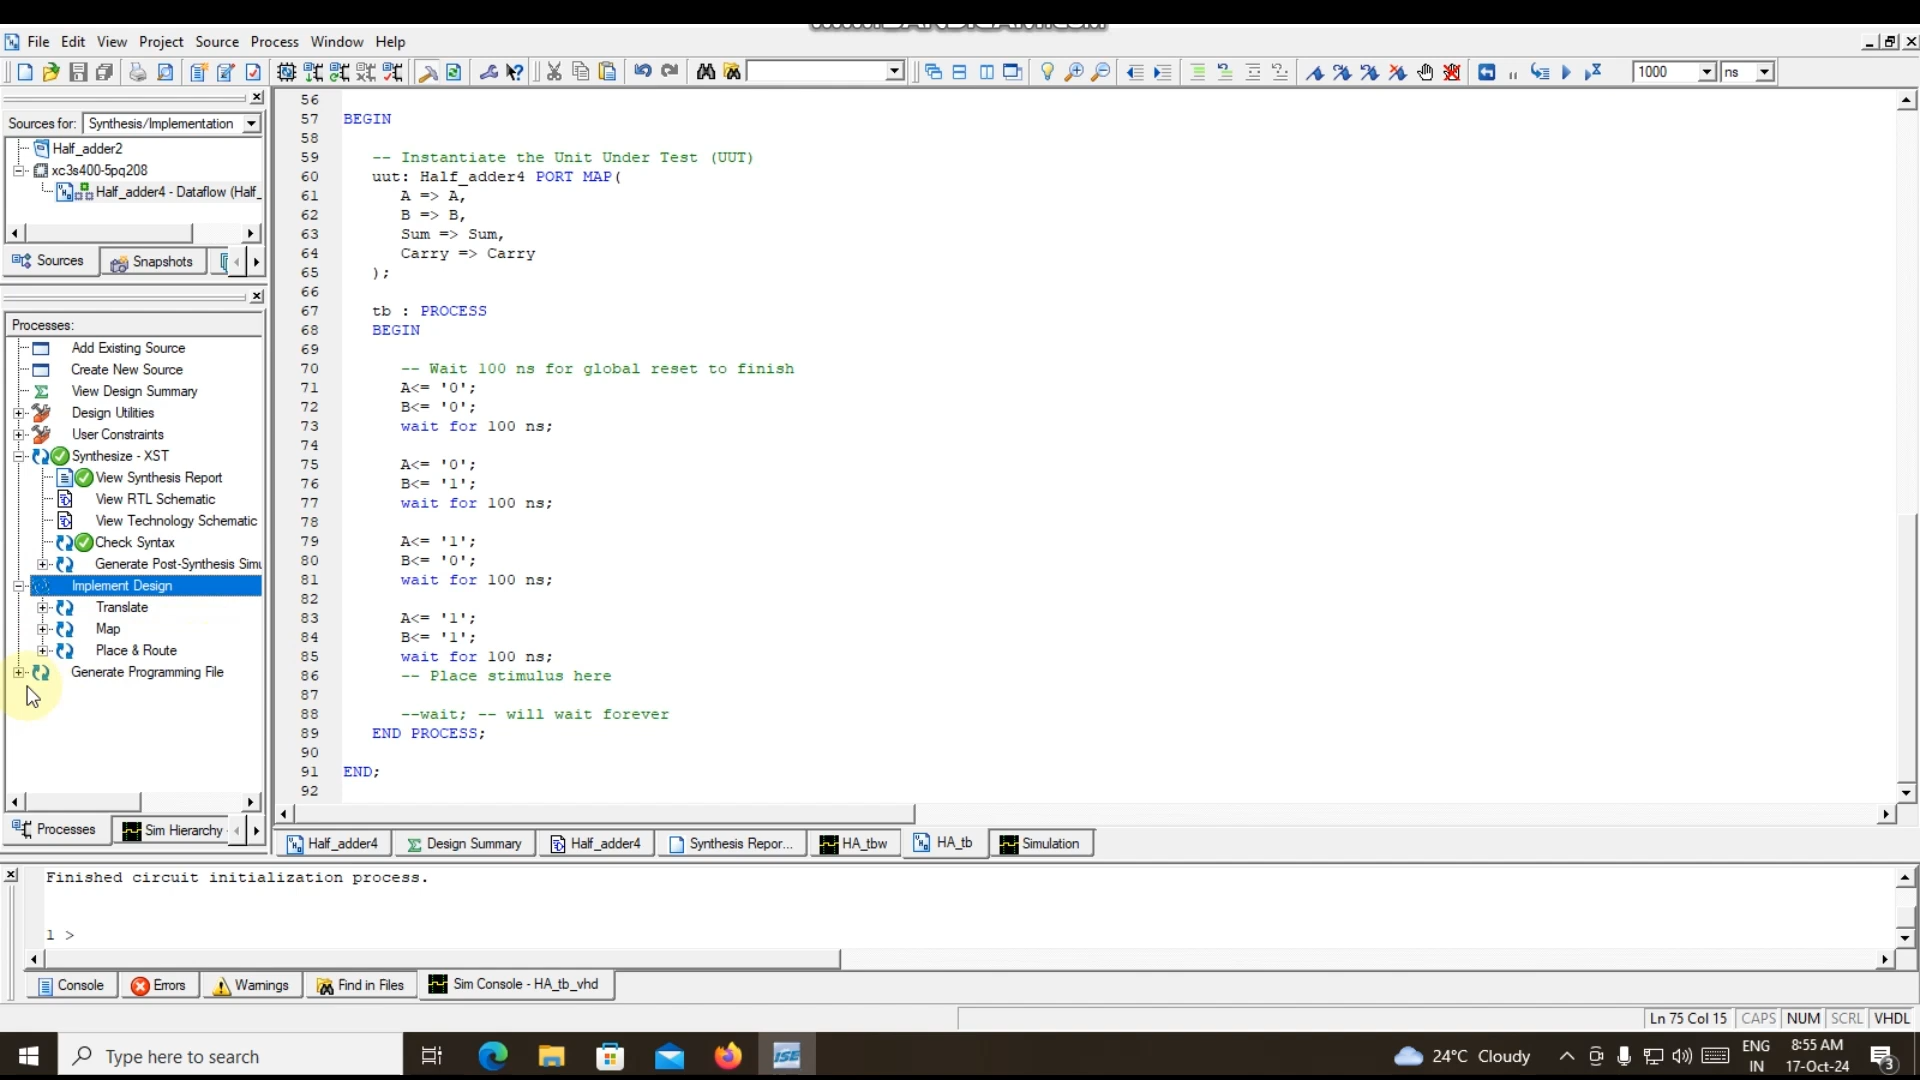 File Edit View Project Source Process Window Help
1000 ns
Sources for: Synthesis/Implementation
Half_adder2
xc3s400-5pq208
Half_adder4 - Dataflow (Half_
Sources Snapshots
Processes:
Add Existing Source
Create New Source
View Design Summary
Design Utilities
User Constraints
Synthesize - XST
View Synthesis Report
View RTL Schematic
View Technology Schematic
Check Syntax
Generate Post-Synthesis Simu
Implement Design
Translate
Map
Place & Route
Generate Programming File
Processes Sim Hierarchy
56
57 BEGIN
58
59 -- Instantiate the Unit Under Test (UUT)
60 uut: Half_adder4 PORT MAP(
61 A => A,
62 B => B,
63 Sum => Sum,
64 Carry => Carry
65 );
66
67 tb : PROCESS
68 BEGIN
69
70 -- Wait 100 ns for global reset to finish
71 A<= '0';
72 B<= '0';
73 wait for 100 ns;
74
75 A<= '0';
76 B<= '1';
77 wait for 100 ns;
78
79 A<= '1';
80 B<= '0';
81 wait for 100 ns;
82
83 A<= '1';
84 B<= '1';
85 wait for 100 ns;
86 -- Place stimulus here
87
88 --wait; -- will wait forever
89 END PROCESS;
90
91 END;
92
Half_adder4 Design Summary Half_adder4 Synthesis Repor... HA_tbw HA_tb Simulation
Finished circuit initialization process.
1 >
Console Errors Warnings Find in Files Sim Console - HA_tb_vhd
Ln 75 Col 15 CAPS NUM SCRL VHDL
Type here to search
ISE
24°C Cloudy
ENG
IN
8:55 AM
17-Oct-24
3